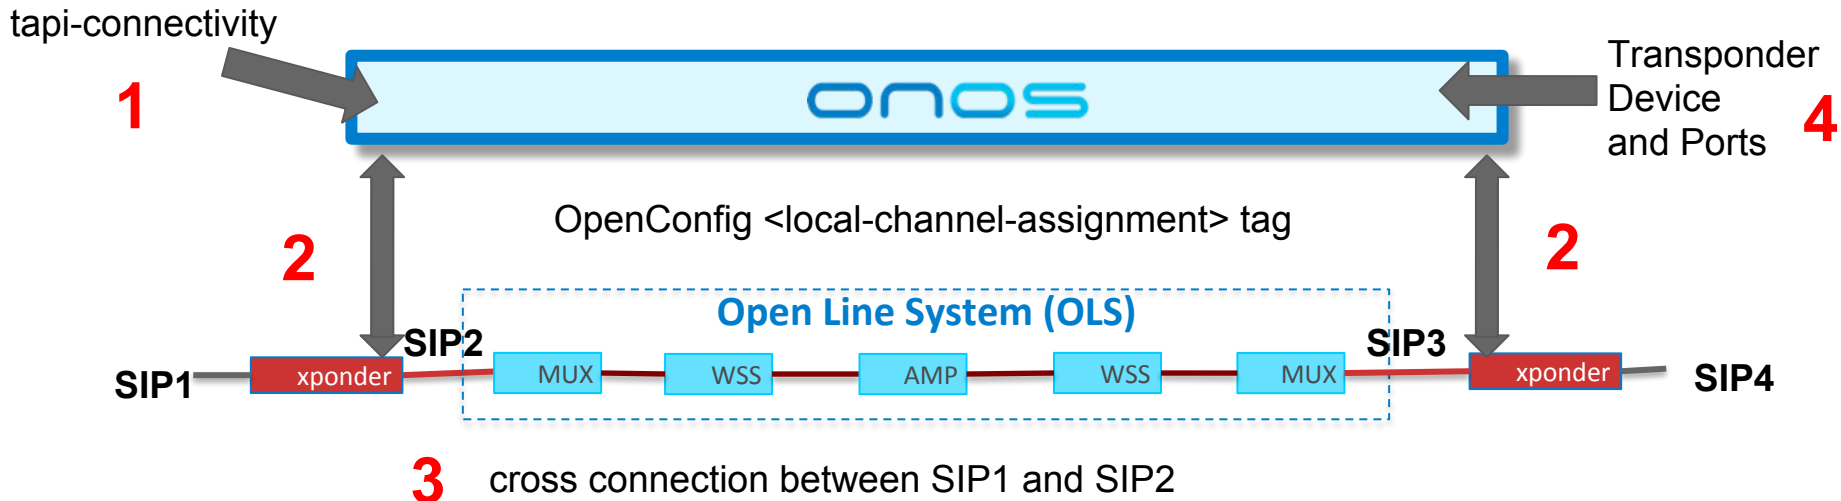 tapi-connectivity
1
onos
Transponder
Device
and Ports
4
OpenConfig <local-channel-assignment> tag
2
2
Open Line System (OLS)
SIP1
xponder
SIP2
MUX
WSS
AMP
WSS
MUX
SIP3
xponder
SIP4
3 cross connection between SIP1 and SIP2